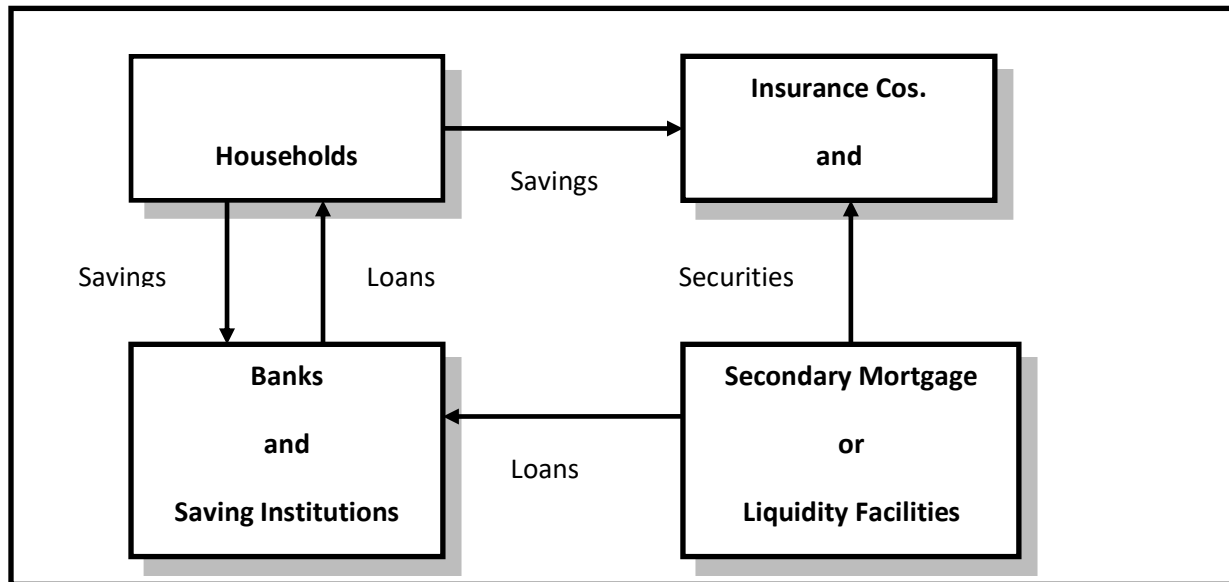 Households
Insurance Cos.
and
Savings
Savings
Loans
Securities
Banks
and
Saving Institutions
Loans
Secondary Mortgage
or
Liquidity Facilities